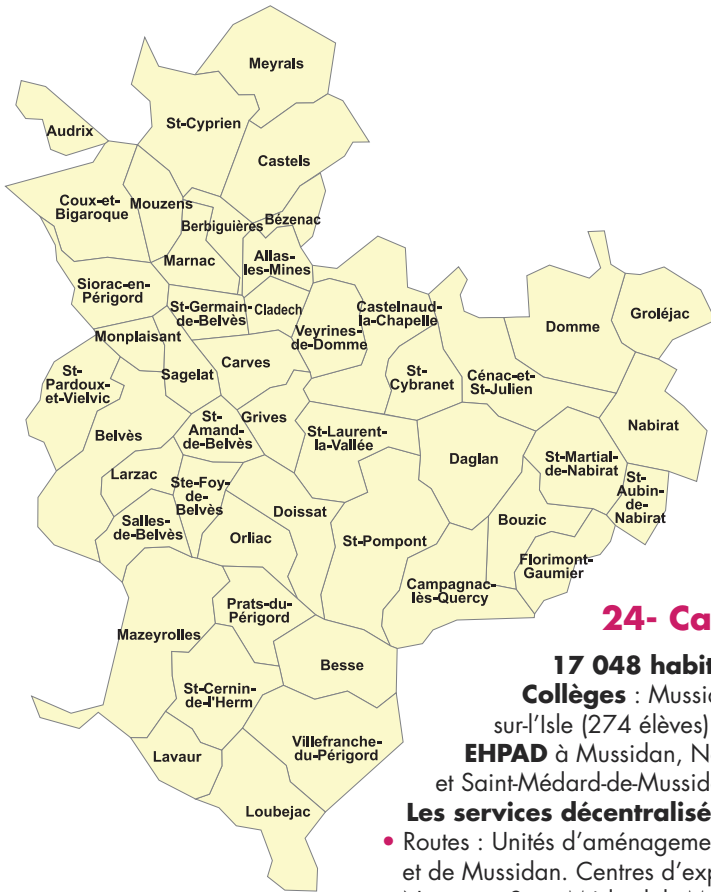 Meyrals
Audrix
St-Cyprien
Castels
Coux-et-
Bigaroque
Mouzens
Berbiguières
Bézenac
Marnac
Allas-
les-Mines
Siorac-en-
Périgord
St-Germain-
de-Belvès
Cladech
Castelnaud-
la-Chapelle
Veyrines-
de-Domme
Domme
Groléjac
Monplaisant
Sagelat
Carves
St-
Pardoux-
et-Vielvic
St-
Cybranet
Cénac-et-
St-Julien
Belvès
St-
Amand-
de-Belvès
Grives
St-Laurent-
la-Vallée
Nabirat
Daglan
St-Martial-
de-Nabirat
St-
Aubin-
de-
Nabirat
Larzac
Ste-Foy-
de-
Belvès
Salles-
de-Belvès
Doissat
Orliac
St-Pompont
Bouzic
Florimont-
Gaumier
Campagnac-
lès-Quercy
Prats-du-
Périgord
Mazeyrolles
Besse
St-Cernin-
de-l'Herm
Lavaur
Villefranche-
du-Périgord
Loubejac
24- Ca
17 048 habit
Collèges : Mussid
sur-l'Isle (274 élèves)
EHPAD à Mussidan, N
et Saint-Médard-de-Mussid
Les services décentralisé
• Routes : Unités d'aménageme
et de Mussidan. Centres d'exp